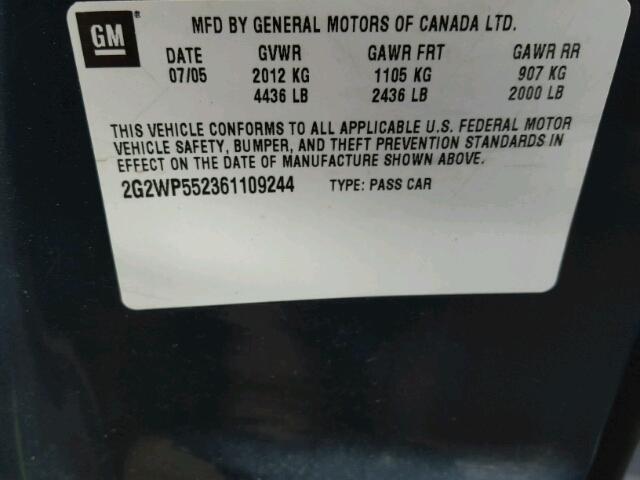 GM
MFD BY GENERAL MOTORS OF CANADA LTD.
DATE GVWR GAWR FRT GAWR RR
07/05 2012 KG 1105 KG 907 KG
4436 LB 2436 LB 2000 LB
THIS VEHICLE CONFORMS TO ALL APPLICABLE U.S. FEDERAL MOTOR
VEHICLE SAFETY, BUMPER, AND THEFT PREVENTION STANDARDS IN
EFFECT ON THE DATE OF MANUFACTURE SHOWN ABOVE.
2G2WP552361109244 TYPE: PASS CAR